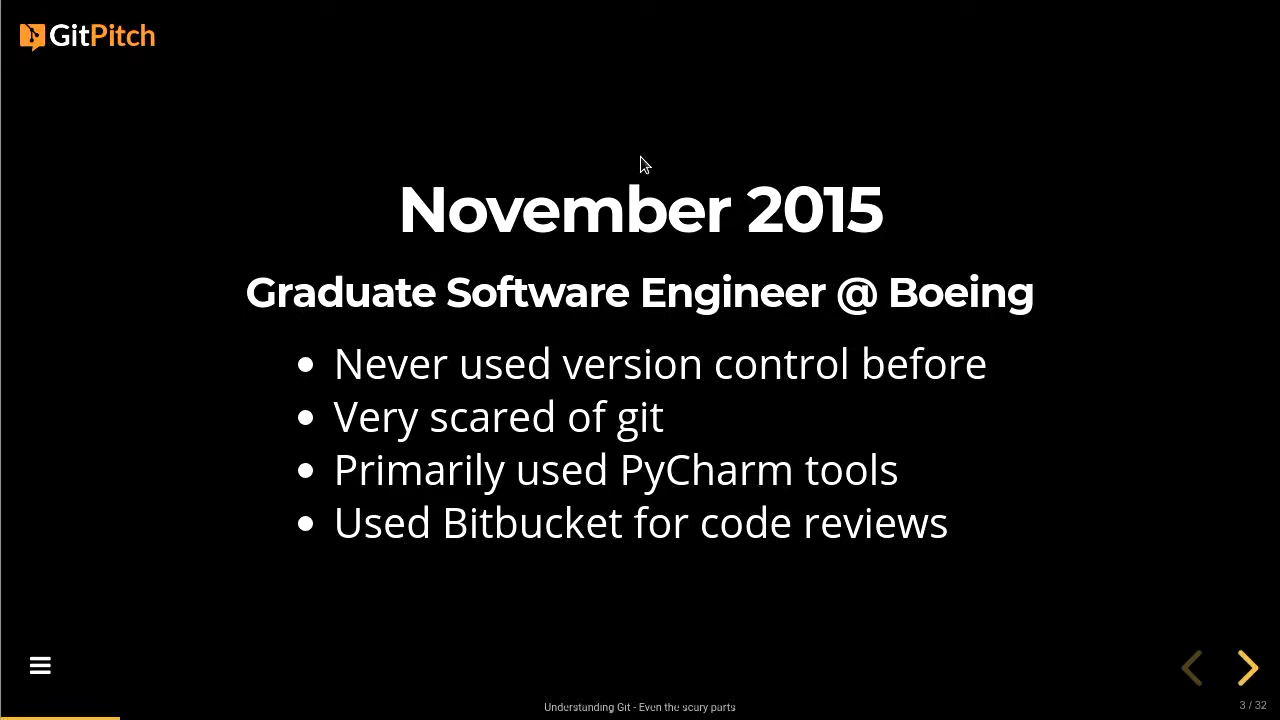 GitPitch
November 2015
Graduate Software Engineer @ Boeing
Never used version control before
Very scared of git
Primarily used PyCharm tools
Used Bitbucket for code reviews
Understanding Git - Even the scury parts
3 / 32